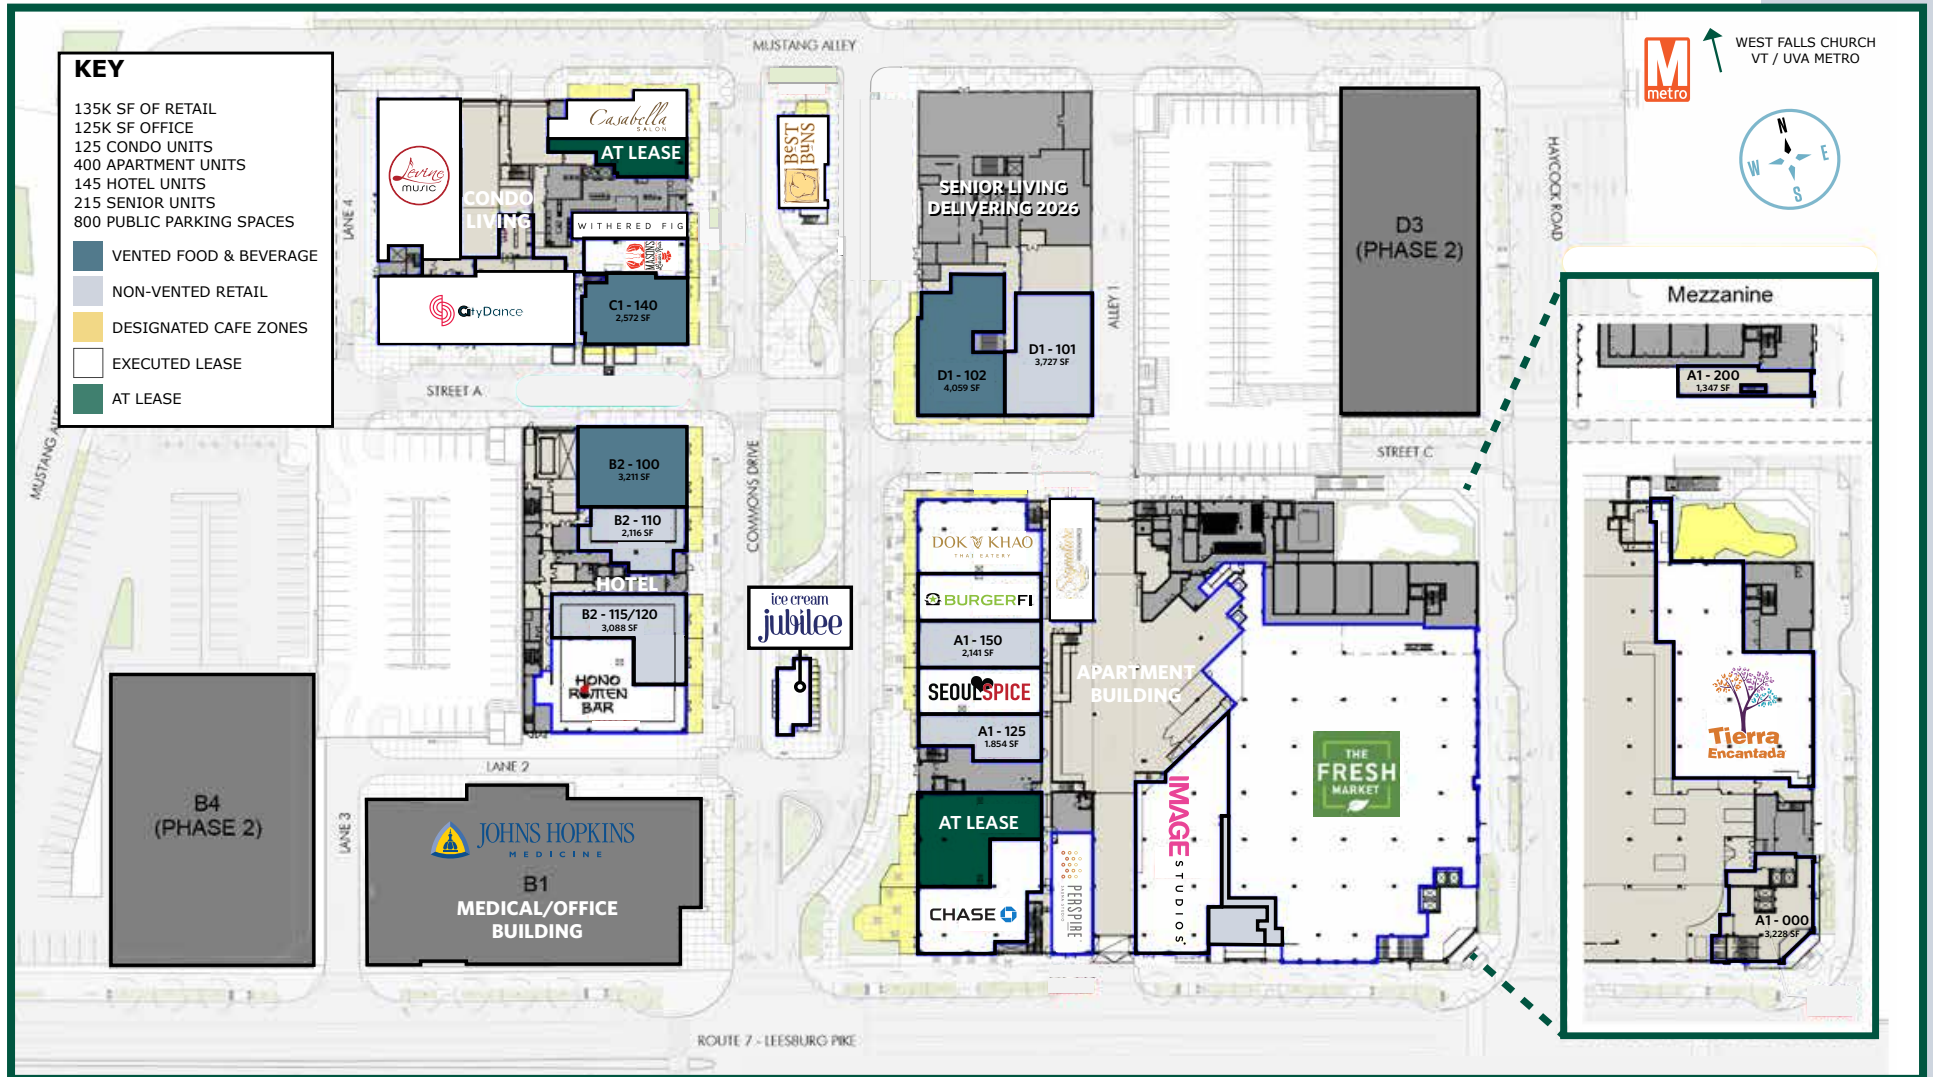 KEY
135K SF OF RETAIL
125K SF OFFICE
125 CONDO UNITS
400 APARTMENT UNITS
145 HOTEL UNITS
215 SENIOR UNITS
800 PUBLIC PARKING SPACES
VENTED FOOD & BEVERAGE
NON-VENTED RETAIL
DESIGNATED CAFE ZONES
EXECUTED LEASE
AT LEASE
MUSTANG ALLEY
MUSTANG
LANE 4
Levine
MUSIC
CONDO
LIVING
Casabella
SALON
AT LEASE
WITHERED FIG
MASON'S
CityDance
C1 - 140
2,572 SF
BEST
BUNS
SENIOR LIVING
DELIVERING 2026
D1 - 102
4,059 SF
D1 - 101
3,727 SF
ALLEY 1
D3
(PHASE 2)
HAYCOCK ROAD
M
metro
WEST FALLS CHURCH
VT / UVA METRO
N
W
E
S
STREET A
STREET C
COMMONS DRIVE
B2 - 100
3,211 SF
B2 - 110
2,116 SF
HOTEL
B2 - 115/120
3,088 SF
HONO
RAMEN
BAR
ice cream
jubilee
LANE 2
LANE 3
B4
(PHASE 2)
JOHNS HOPKINS
MEDICINE
B1
MEDICAL/OFFICE
BUILDING
DOK KHAO
THAI EATERY
BURGERFI
A1 - 150
2,141 SF
SEOULSPICE
A1 - 125
1.854 SF
AT LEASE
CHASE
Signature
PERSPIRE
APARTMENT
BUILDING
IMAGE
STUDIOS
THE
FRESH
MARKET
Mezzanine
A1 - 200
1,347 SF
Tierra
Encantada
A1 - 000
3,228 SF
ROUTE 7 - LEESBURG PIKE